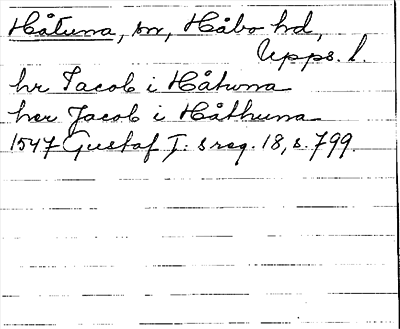 Håtuna, sn, Håbo hd,
Upps. l.
hr Jacob i Håtuna
her Jacob i Håthuna
1547 Gustaf I: s reg. 18, s. 799.